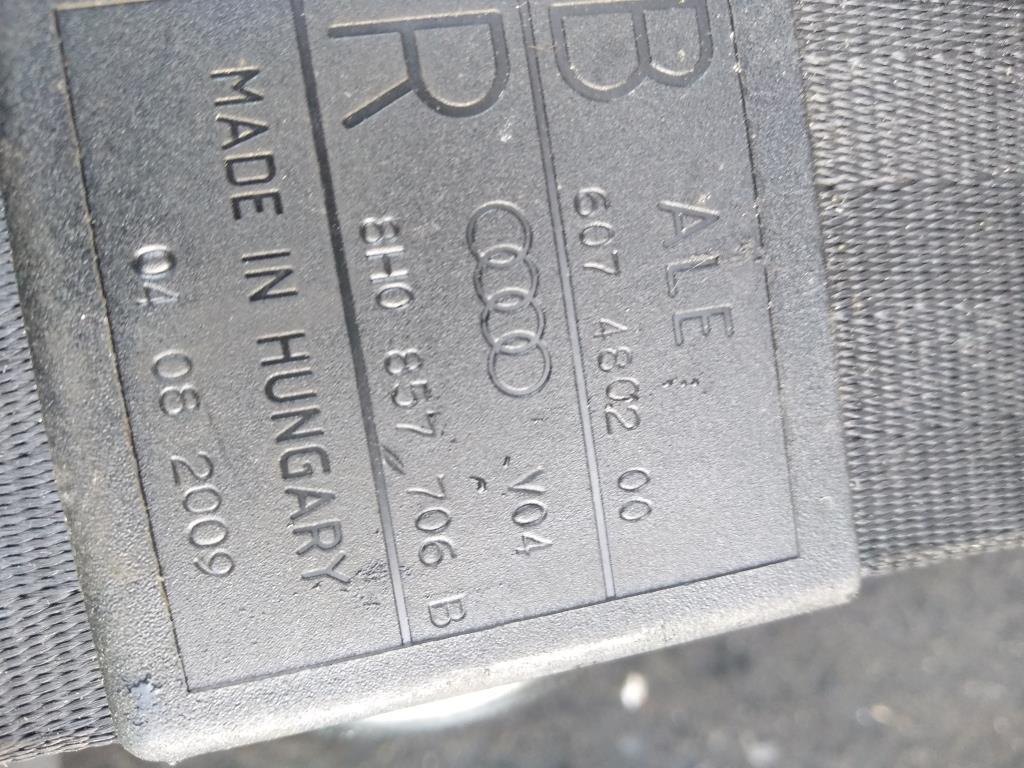 B ALE
607 4802 00
R V04
8H0 857 706 B
MADE IN HUNGARY
04 08 2009